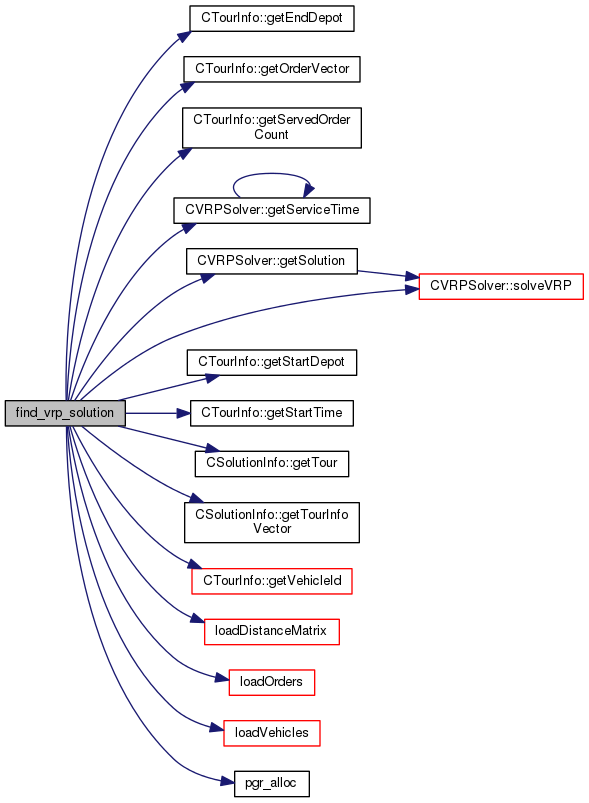 CTourInfo::getEndDepot
CTourInfo::getOrderVector
CTourInfo::getServedOrder
Count
CVRPSolver::getServiceTime
CVRPSolver::getSolution
CVRPSolver::solveVRP
CTourInfo::getStartDepot
find_vrp_solution
CTourInfo::getStartTime
CSolutionInfo::getTour
CSolutionInfo::getTourInfo
Vector
CTourInfo::getVehicleId
loadDistanceMatrix
loadOrders
loadVehicles
pgr_alloc